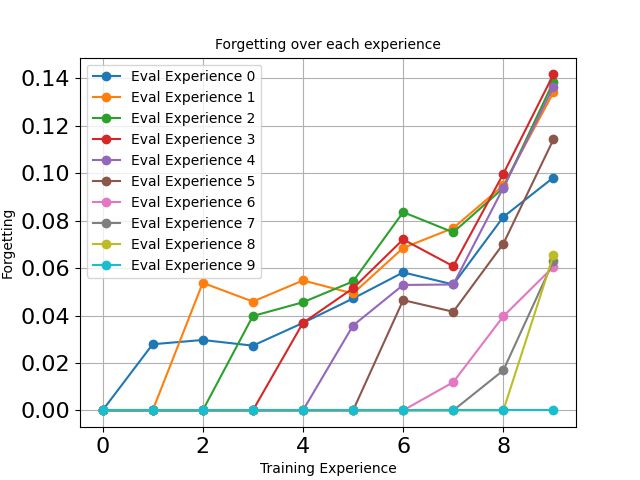 Forgetting over each experience
Eval Experience 0
Eval Experience 1
Eval Experience 2
Eval Experience 3
Eval Experience 4
Eval Experience 5
Eval Experience 6
Eval Experience 7
Eval Experience 8
Eval Experience 9
Forgetting
0.14
0.12
0.10
0.08
0.06
0.04
0.02
0.00
0 2 4 6 8
Training Experience